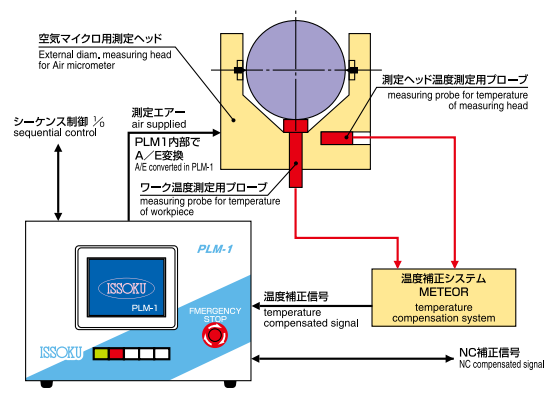 空気マイクロ用測定ヘッド
External diam, measuring head
for Air micrometer
測定ヘッド温度測定用プローブ
measuring probe for temperature
of measuring head
シーケンス制御 I/O
sequential control
測定エアー
air supplied
PLM1内部で
A／E変換
A/E converted in PLM-1
ワーク温度測定用プローブ
measuring probe for temperature
of workpiece
PLM-1
ISSOKU
PLM-1
FMERGENCY
STOP
ISSOKU
温度補正システム
METEOR
temperature
compensation system
温度補正信号
temperature
compensated signal
NC補正信号
NC compensated signal